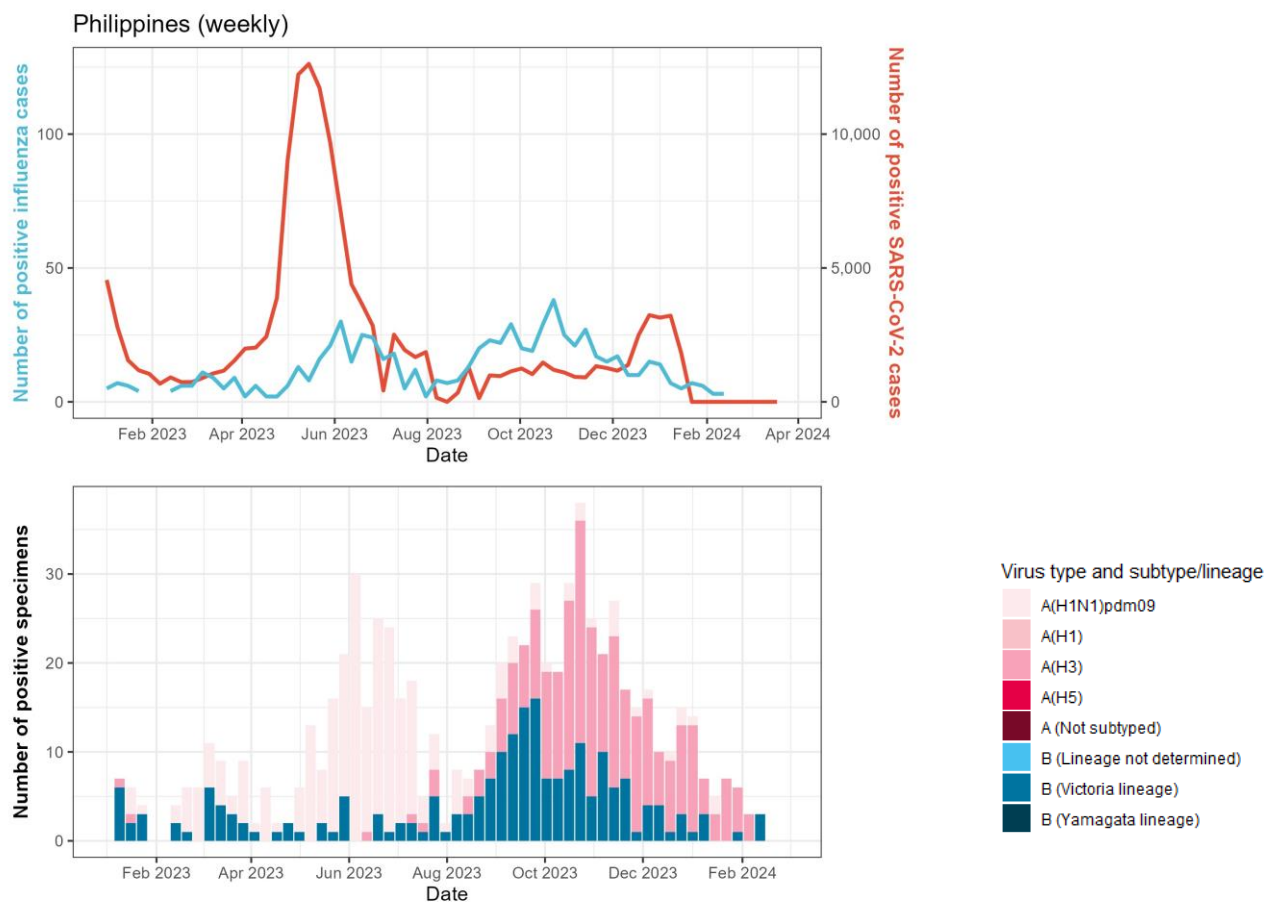 Philippines (weekly)
Number of positive influenza cases
100
50
0
10,000
5,000
0
Number of positive SARS-CoV-2 cases
Feb 2023 Apr 2023 Jun 2023 Aug 2023 Oct 2023 Dec 2023 Feb 2024 Apr 2024
Date
Number of positive specimens
30
20
10
0
Feb 2023 Apr 2023 Jun 2023 Aug 2023 Oct 2023 Dec 2023 Feb 2024
Date
Virus type and subtype/lineage
A(H1N1)pdm09
A(H1)
A(H3)
A(H5)
A (Not subtyped)
B (Lineage not determined)
B (Victoria lineage)
B (Yamagata lineage)